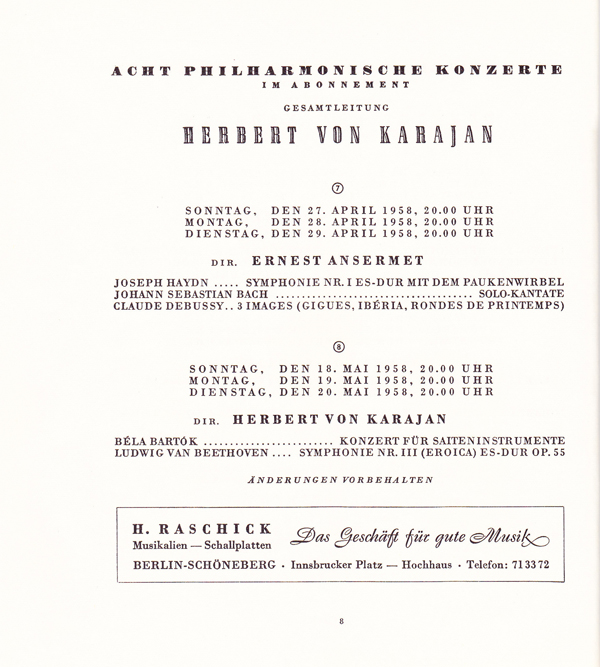 ACHT PHILHARMONISCHE KONZERTE
IM ABONNEMENT
GESAMTLEITUNG
HERBERT VON KARAJAN
7
SONNTAG, DEN 27. APRIL 1958, 20.00 UHR
MONTAG, DEN 28. APRIL 1958, 20.00 UHR
DIENSTAG, DEN 29. APRIL 1958, 20.00 UHR
DIR. ERNEST ANSERMET
JOSEPH HAYDN ..... SYMPHONIE NR. I ES-DUR MIT DEM PAUKENWIRBEL
JOHANN SEBASTIAN BACH ...................................... SOLO-KANTATE
CLAUDE DEBUSSY.. 3 IMAGES (GIGUES, IBÉRIA, RONDES DE PRINTEMPS)
8
SONNTAG, DEN 18. MAI 1958, 20.00 UHR
MONTAG, DEN 19. MAI 1958, 20.00 UHR
DIENSTAG, DEN 20. MAI 1958, 20.00 UHR
DIR. HERBERT VON KARAJAN
BÉLA BARTÓK ......................... KONZERT FÜR SAITENINSTRUMENTE
LUDWIG VAN BEETHOVEN .... SYMPHONIE NR. III (EROICA) ES-DUR OP. 55
ÄNDERUNGEN VORBEHALTEN
H. RASCHICK Das Geschäft für gute Musik
Musikalien — Schallplatten
BERLIN-SCHÖNEBERG · Innsbrucker Platz — Hochhaus · Telefon: 71 33 72
8